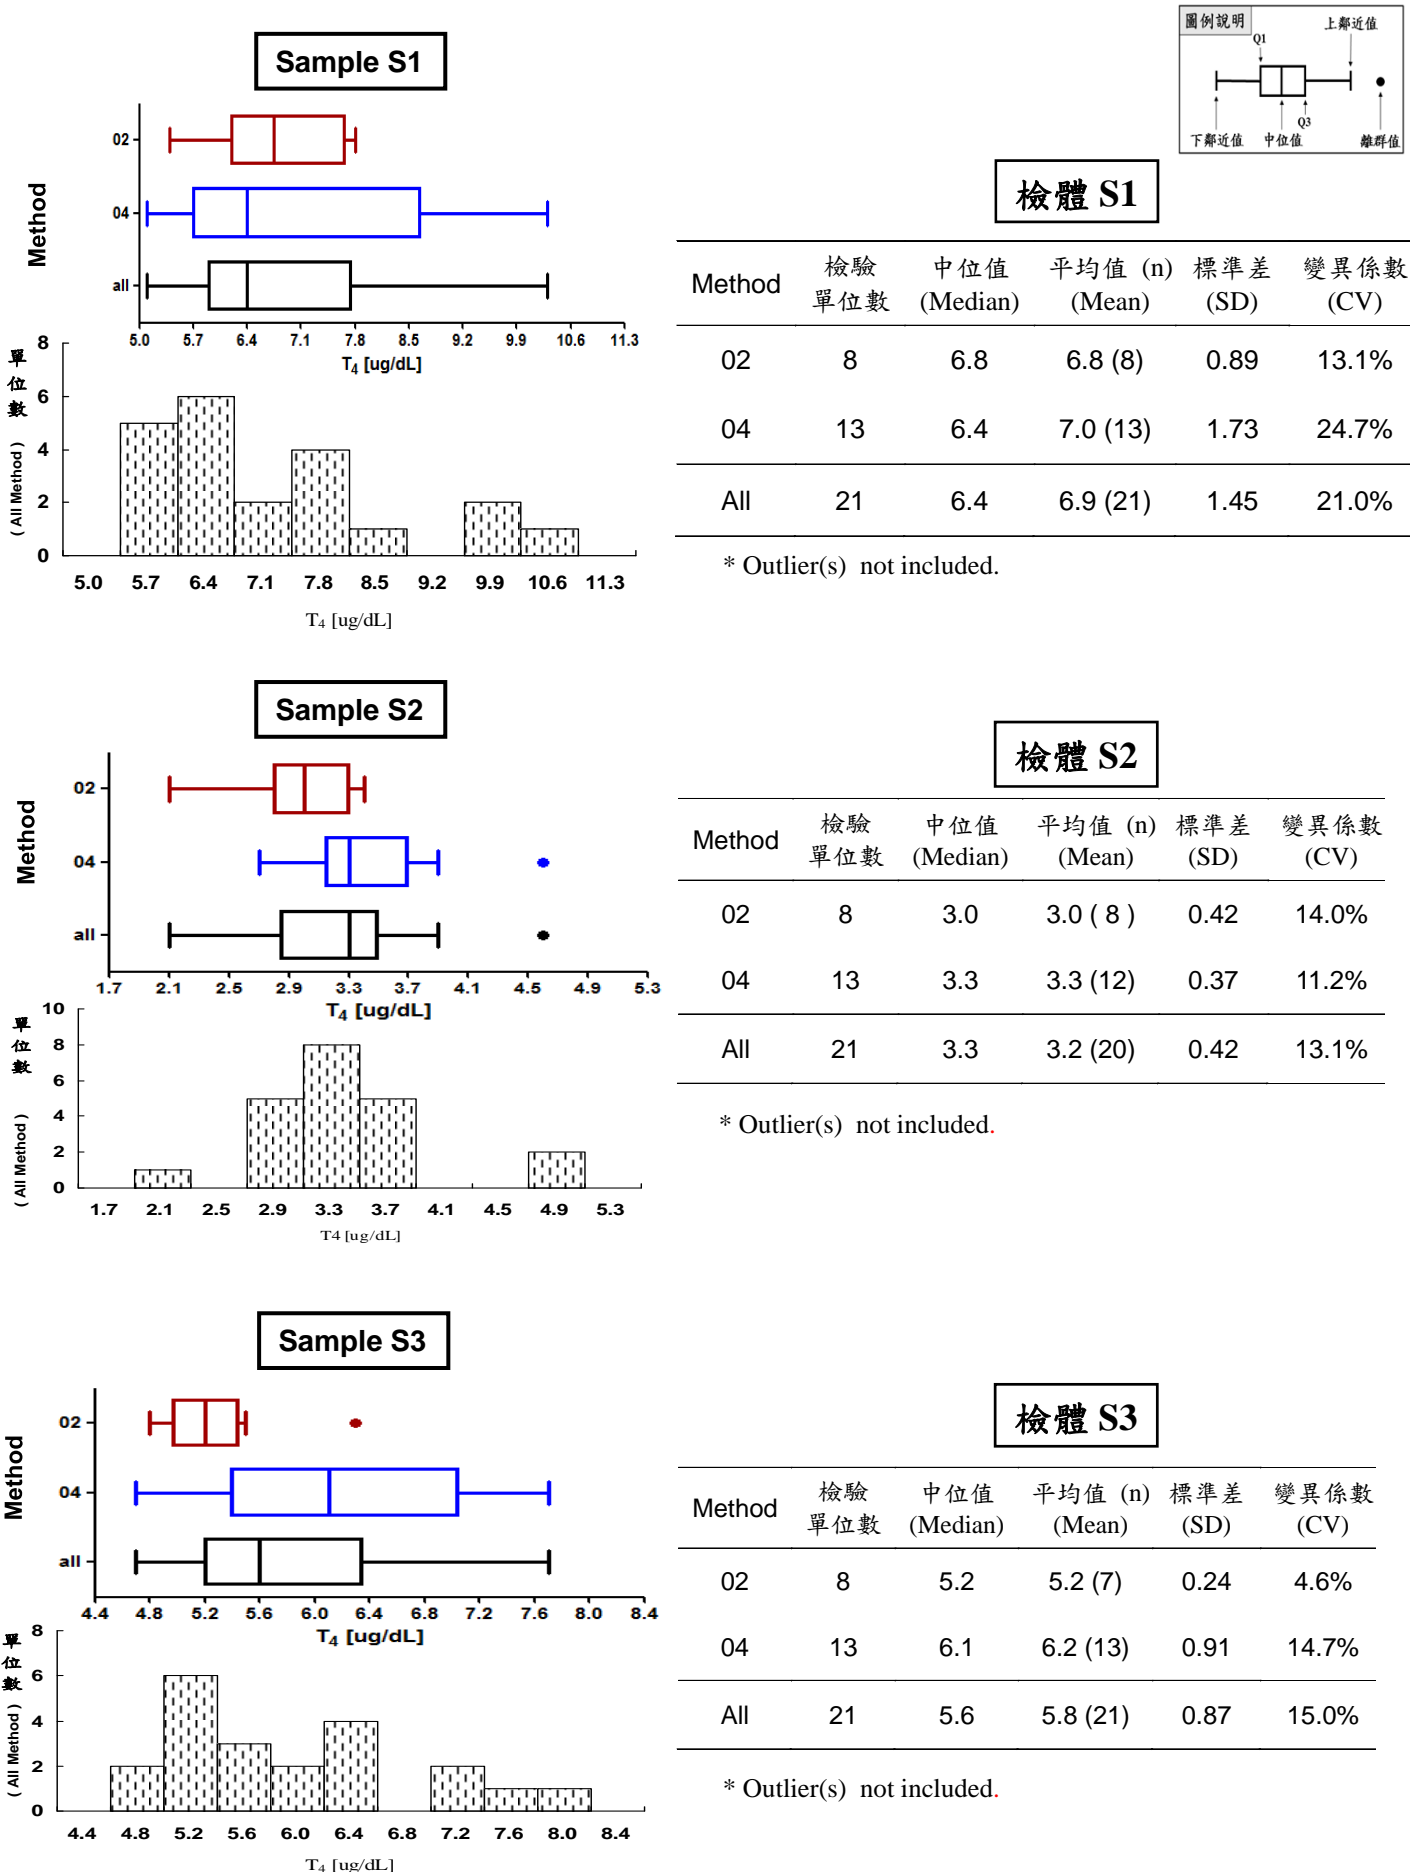 圖例說明
Q1
上鄰近值
Q3
下鄰近值
中位值
離群值
Sample S1
Method
02
04
all
5.0 5.7 6.4 7.1 7.8 8.5 9.2 9.9 10.6 11.3
T4 [ug/dL]
單位數
( All Method )
8
6
4
2
0
5.0 5.7 6.4 7.1 7.8 8.5 9.2 9.9 10.6 11.3
T4 [ug/dL]
檢體 S1
Method 檢驗單位數 中位值 (Median) 平均值 (n) (Mean) 標準差 (SD) 變異係數 (CV)
02 8 6.8 6.8 (8) 0.89 13.1%
04 13 6.4 7.0 (13) 1.73 24.7%
All 21 6.4 6.9 (21) 1.45 21.0%
* Outlier(s) not included.
Sample S2
Method
02
04
all
1.7 2.1 2.5 2.9 3.3 3.7 4.1 4.5 4.9 5.3
T4 [ug/dL]
單位數
( All Method )
10
8
6
4
2
0
1.7 2.1 2.5 2.9 3.3 3.7 4.1 4.5 4.9 5.3
T4 [ug/dL]
檢體 S2
Method 檢驗單位數 中位值 (Median) 平均值 (n) (Mean) 標準差 (SD) 變異係數 (CV)
02 8 3.0 3.0 ( 8 ) 0.42 14.0%
04 13 3.3 3.3 (12) 0.37 11.2%
All 21 3.3 3.2 (20) 0.42 13.1%
* Outlier(s) not included.
Sample S3
Method
02
04
all
4.4 4.8 5.2 5.6 6.0 6.4 6.8 7.2 7.6 8.0 8.4
T4 [ug/dL]
單位數
( All Method )
8
6
4
2
0
4.4 4.8 5.2 5.6 6.0 6.4 6.8 7.2 7.6 8.0 8.4
T4 [ug/dL]
檢體 S3
Method 檢驗單位數 中位值 (Median) 平均值 (n) (Mean) 標準差 (SD) 變異係數 (CV)
02 8 5.2 5.2 (7) 0.24 4.6%
04 13 6.1 6.2 (13) 0.91 14.7%
All 21 5.6 5.8 (21) 0.87 15.0%
* Outlier(s) not included.